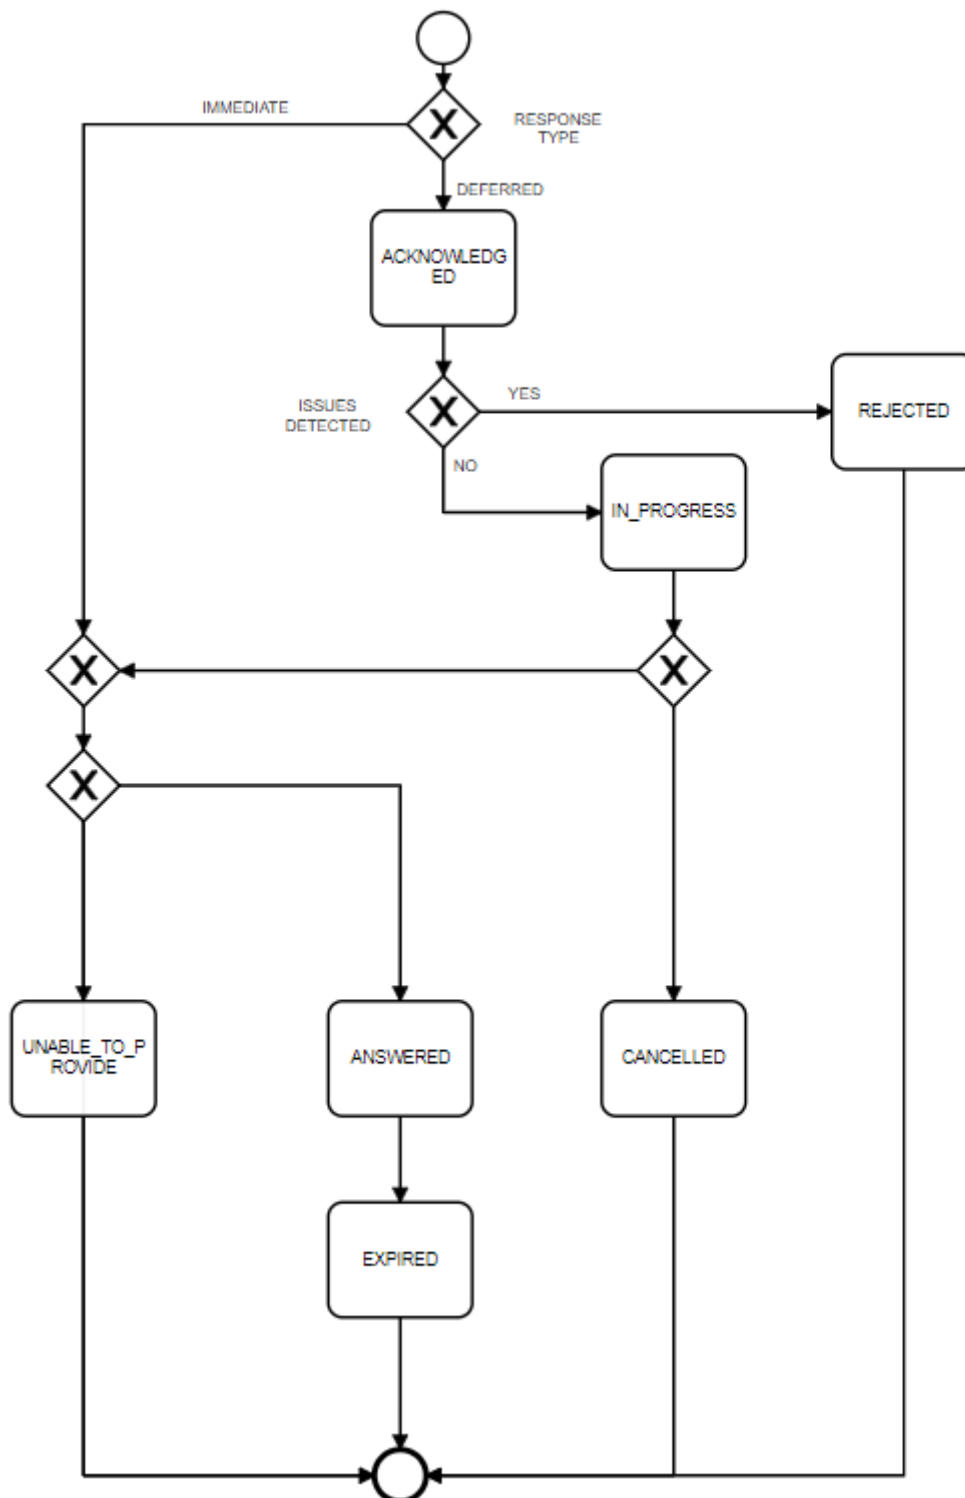 IMMEDIATE
RESPONSE
TYPE
DEFERRED
ACKNOWLEDG
ED
ISSUES
DETECTED
YES
REJECTED
NO
IN_PROGRESS
UNABLE_TO_P
ROVIDE
ANSWERED
CANCELLED
EXPIRED